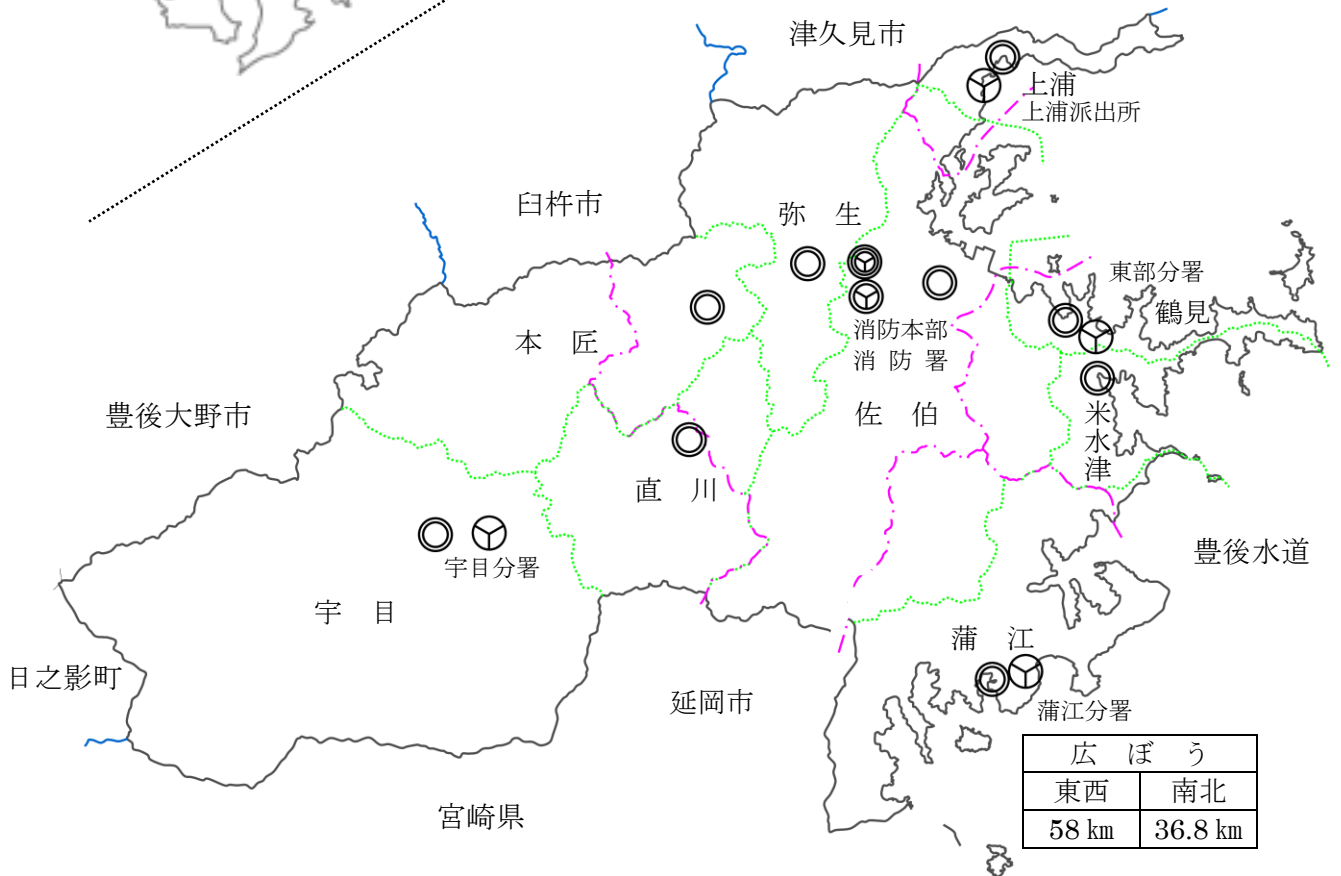 津久見市
上浦
上浦派出所
臼杵市
弥生
東部分署
鶴見
消防本部
消防署
本匠
豊後大野市
佐伯
米水津
直川
豊後水道
宇目分署
宇目
蒲江
日之影町
延岡市
蒲江分署
宮崎県
広ぼう
東西 南北
58㎞ 36.8㎞